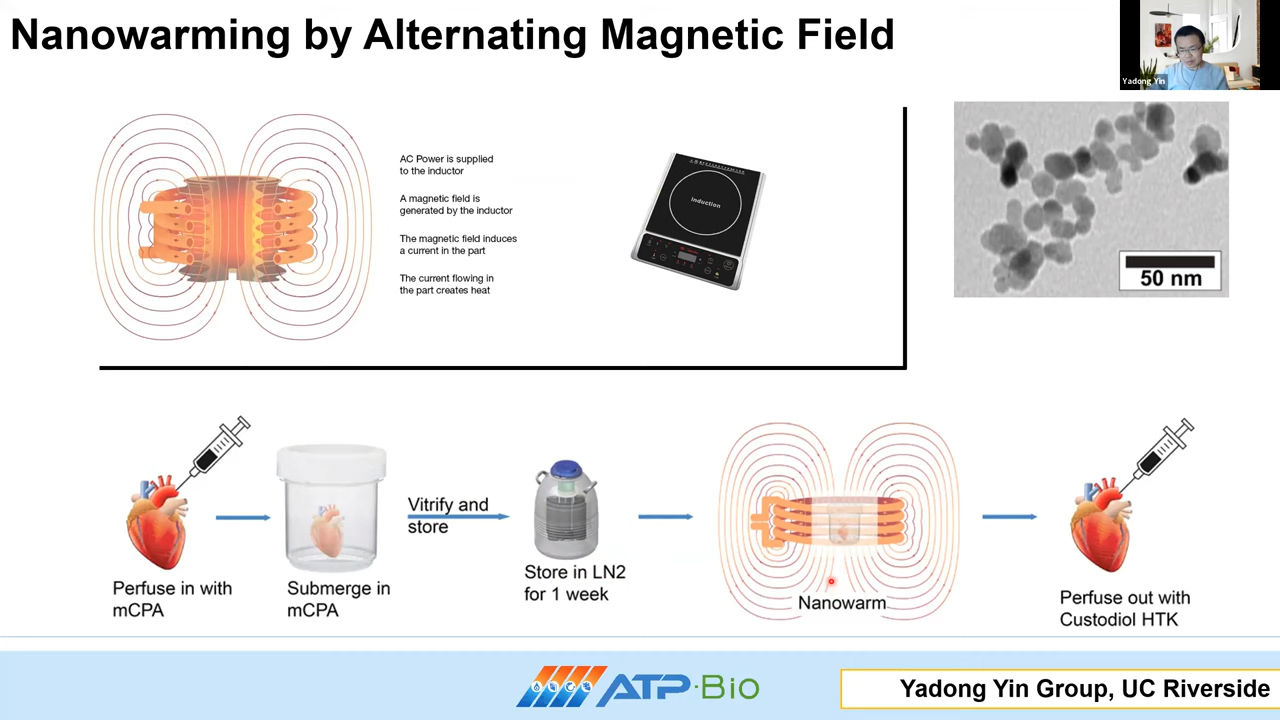 Nanowarming by Alternating Magnetic Field
Yadong Yin
AC Power is supplied
to the inductor
A magnetic field is
generated by the inductor
The magnetic field induces
a current in the part
The current flowing in
the part creates heat
Induction
50 nm
Perfuse in with
mCPA
Submerge in
mCPA
Vitrify and
store
Store in LN2
for 1 week
Nanowarm
Perfuse out with
Custodiol HTK
ATP-Bio
Yadong Yin Group, UC Riverside